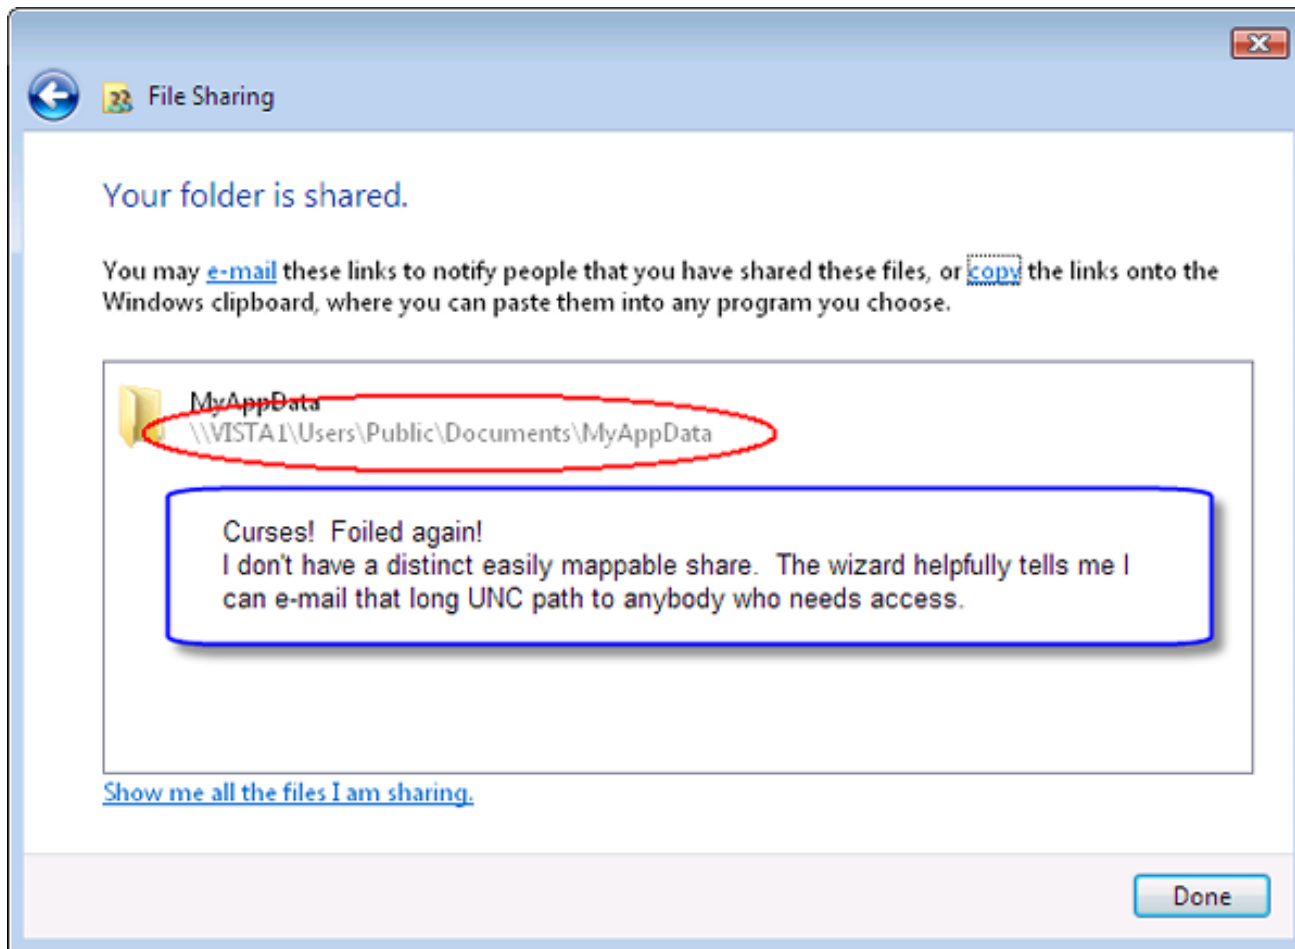 File Sharing
Your folder is shared.
You may e-mail these links to notify people that you have shared these files, or copy the links onto the
Windows clipboard, where you can paste them into any program you choose.
MyAppData
\\VISTA1\Users\Public\Documents\MyAppData
Curses!  Foiled again!
I don't have a distinct easily mappable share.  The wizard helpfully tells me I
can e-mail that long UNC path to anybody who needs access.
Show me all the files I am sharing.
Done